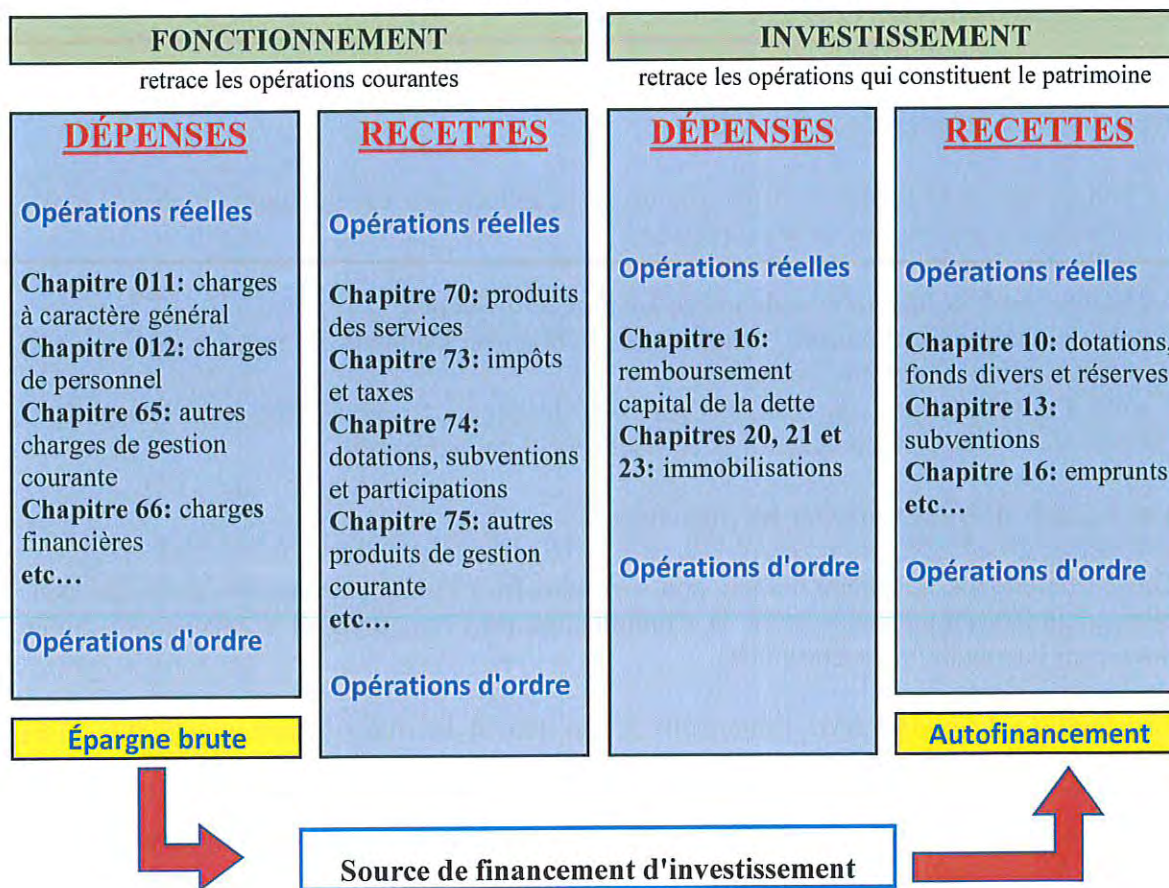 FONCTIONNEMENT
retrace les opérations courantes
INVESTISSEMENT
retrace les opérations qui constituent le patrimoine
DÉPENSES
Opérations réelles
Chapitre 011: charges
à caractère général
Chapitre 012: charges
de personnel
Chapitre 65: autres
charges de gestion
courante
Chapitre 66: charges
financières
etc…
Opérations d'ordre
Épargne brute
RECETTES
Opérations réelles
Chapitre 70: produits
des services
Chapitre 73: impôts
et taxes
Chapitre 74:
dotations, subventions
et participations
Chapitre 75: autres
produits de gestion
courante
etc…
Opérations d'ordre
DÉPENSES
Opérations réelles
Chapitre 16:
remboursement
capital de la dette
Chapitres 20, 21 et
23: immobilisations
Opérations d'ordre
RECETTES
Opérations réelles
Chapitre 10: dotations,
fonds divers et réserves
Chapitre 13:
subventions
Chapitre 16: emprunts
etc…
Opérations d'ordre
Autofinancement
Source de financement d'investissement